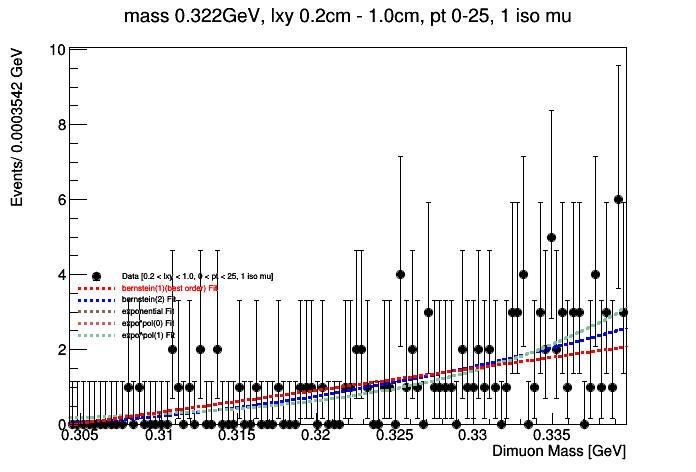 mass 0.322GeV, lxy 0.2cm - 1.0cm, pt 0-25, 1 iso mu
Events/ 0.0003542 GeV
10
8
6
4
2
0
Data [0.2 < lxy < 1.0, 0 < pt < 25, 1 iso mu]
bernstein(1)(best order) Fit
bernstein(2) Fit
exponential Fit
expo*pol(0) Fit
expo*pol(1) Fit
0.305 0.31 0.315 0.32 0.325 0.33 0.335
Dimuon Mass [GeV]